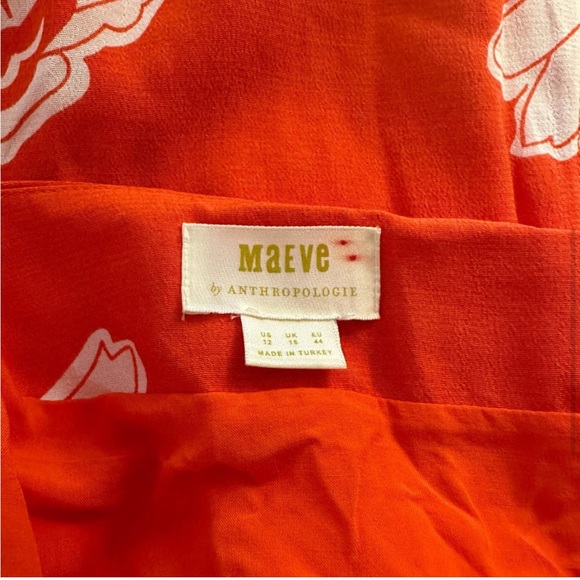 MaEVe
by ANTHROPOLOGIE
US UK EU
12 16 44
MADE IN TURKEY